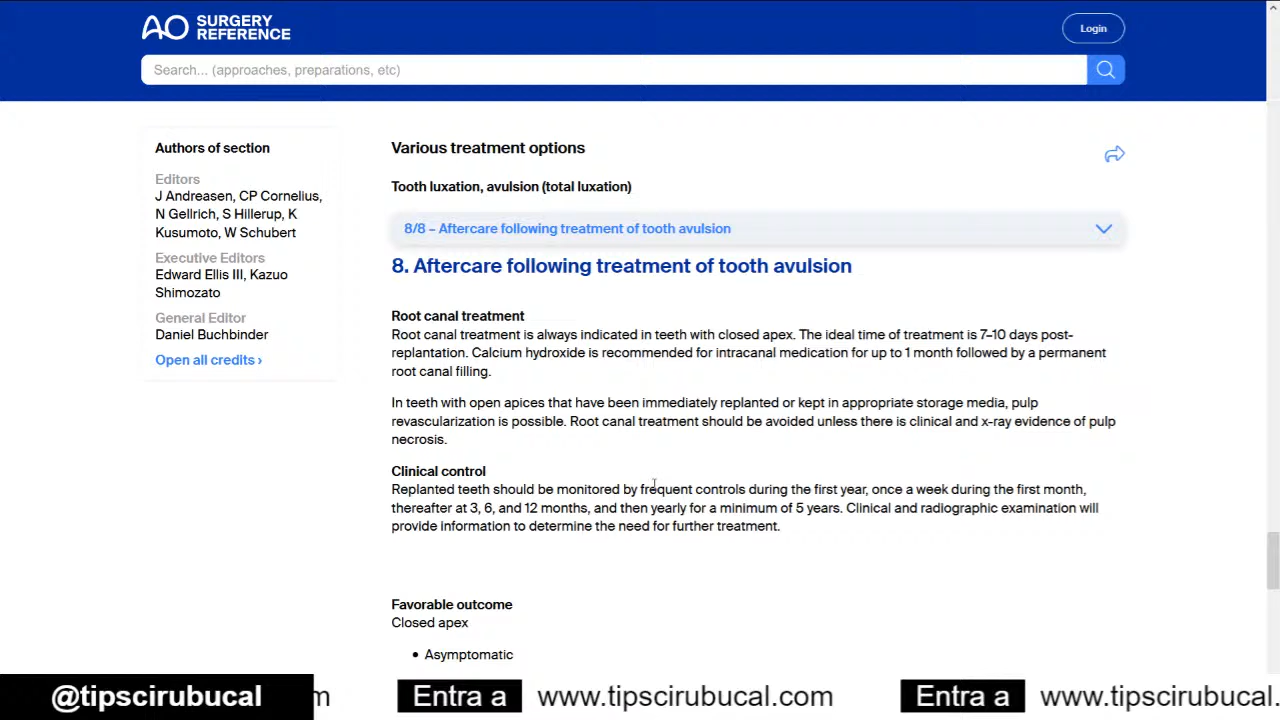 AO SURGERY
REFERENCE
Login
Search... (approaches, preparations, etc)
Authors of section
Editors
J Andreasen, CP Cornelius,
N Gellrich, S Hillerup, K
Kusumoto, W Schubert
Executive Editors
Edward Ellis III, Kazuo
Shimozato
General Editor
Daniel Buchbinder
Open all credits ›
Various treatment options
Tooth luxation, avulsion (total luxation)
8/8 – Aftercare following treatment of tooth avulsion
8. Aftercare following treatment of tooth avulsion
Root canal treatment
Root canal treatment is always indicated in teeth with closed apex. The ideal time of treatment is 7–10 days post-
replantation. Calcium hydroxide is recommended for intracanal medication for up to 1 month followed by a permanent
root canal filling.
In teeth with open apices that have been immediately replanted or kept in appropriate storage media, pulp
revascularization is possible. Root canal treatment should be avoided unless there is clinical and x-ray evidence of pulp
necrosis.
Clinical control
Replanted teeth should be monitored by frequent controls during the first year, once a week during the first month,
thereafter at 3, 6, and 12 months, and then yearly for a minimum of 5 years. Clinical and radiographic examination will
provide information to determine the need for further treatment.
Favorable outcome
Closed apex
• Asymptomatic
@tipscirubucal m Entra a www.tipscirubucal.com Entra a www.tipscirubucal.